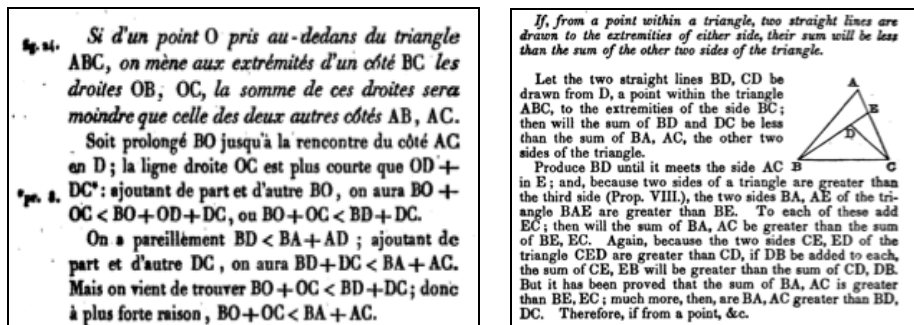 fig. 24.
Si d'un point O pris au-dedans du triangle
ABC, on mène aux extrémités d'un côté BC les
droites OB, OC, la somme de ces droites sera
moindre que celle des deux autres côtés AB, AC.
Soit prolongé BO jusqu'à la rencontre du côté AC
en D ; la ligne droite OC est plus courte que OD +
*pr. 8.
DC* : ajoutant de part et d'autre BO, on aura BO +
OC < BO + OD + DC, ou BO + OC < BD + DC.
On a pareillement BD < BA + AD ; ajoutant de
part et d'autre DC, on aura BD + DC < BA + AC.
Mais on vient de trouver BO + OC < BD + DC ; donc
à plus forte raison, BO + OC < BA + AC.
If, from a point within a triangle, two straight lines are
drawn to the extremities of either side, their sum will be less
than the sum of the other two sides of the triangle.
Let the two straight lines BD, CD be
drawn from D, a point within the triangle
ABC, to the extremities of the side BC ;
then will the sum of BD and DC be less
than the sum of BA, AC, the other two
sides of the triangle.
A
E
D
B
C
Produce BD until it meets the side AC
in E ; and, because two sides of a triangle are greater than
the third side (Prop. VIII.), the two sides BA, AE of the tri-
angle BAE are greater than BE. To each of these add
EC ; then will the sum of BA, AC be greater than the sum
of BE, EC. Again, because the two sides CE, ED of the
triangle CED are greater than CD, if DB be added to each,
the sum of CE, EB will be greater than the sum of CD, DB.
But it has been proved that the sum of BA, AC is greater
than BE, EC ; much more, then, are BA, AC greater than BD,
DC. Therefore, if from a point, &c.